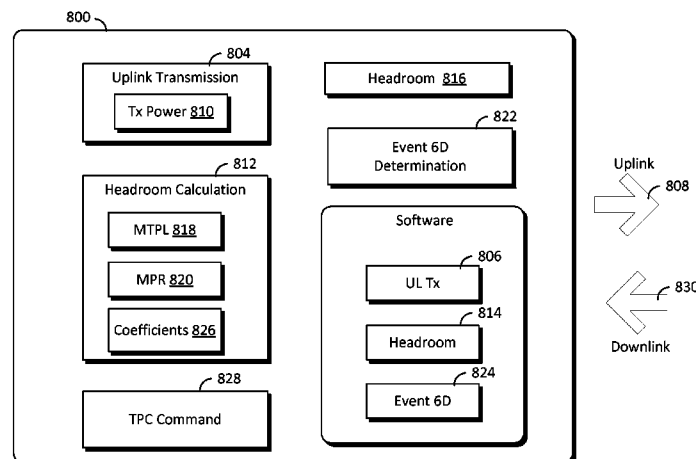 800
804
Uplink Transmission
Tx Power 810
Headroom 816
822
Event 6D
Determination
812
Headroom Calculation
MTPL 818
MPR 820
Coefficients 826
Software
806
UL Tx
814
Headroom
824
Event 6D
828
TPC Command
Uplink
808
830
Downlink